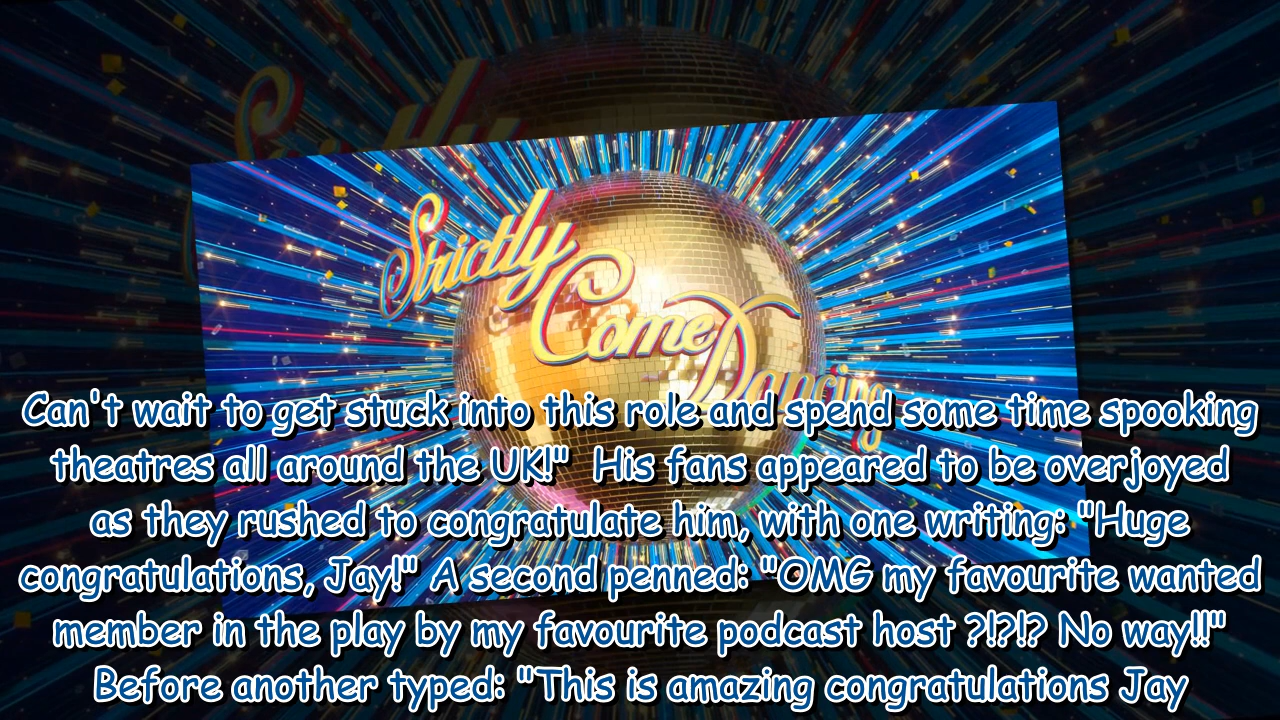 Strictly
Come
Dancing
Can't wait to get stuck into this role and spend some time spooking
theatres all around the UK!"  His fans appeared to be overjoyed
as they rushed to congratulate him, with one writing: "Huge
congratulations, Jay!" A second penned: "OMG my favourite wanted
member in the play by my favourite podcast host ?!?!? No way!!"
Before another typed: "This is amazing congratulations Jay